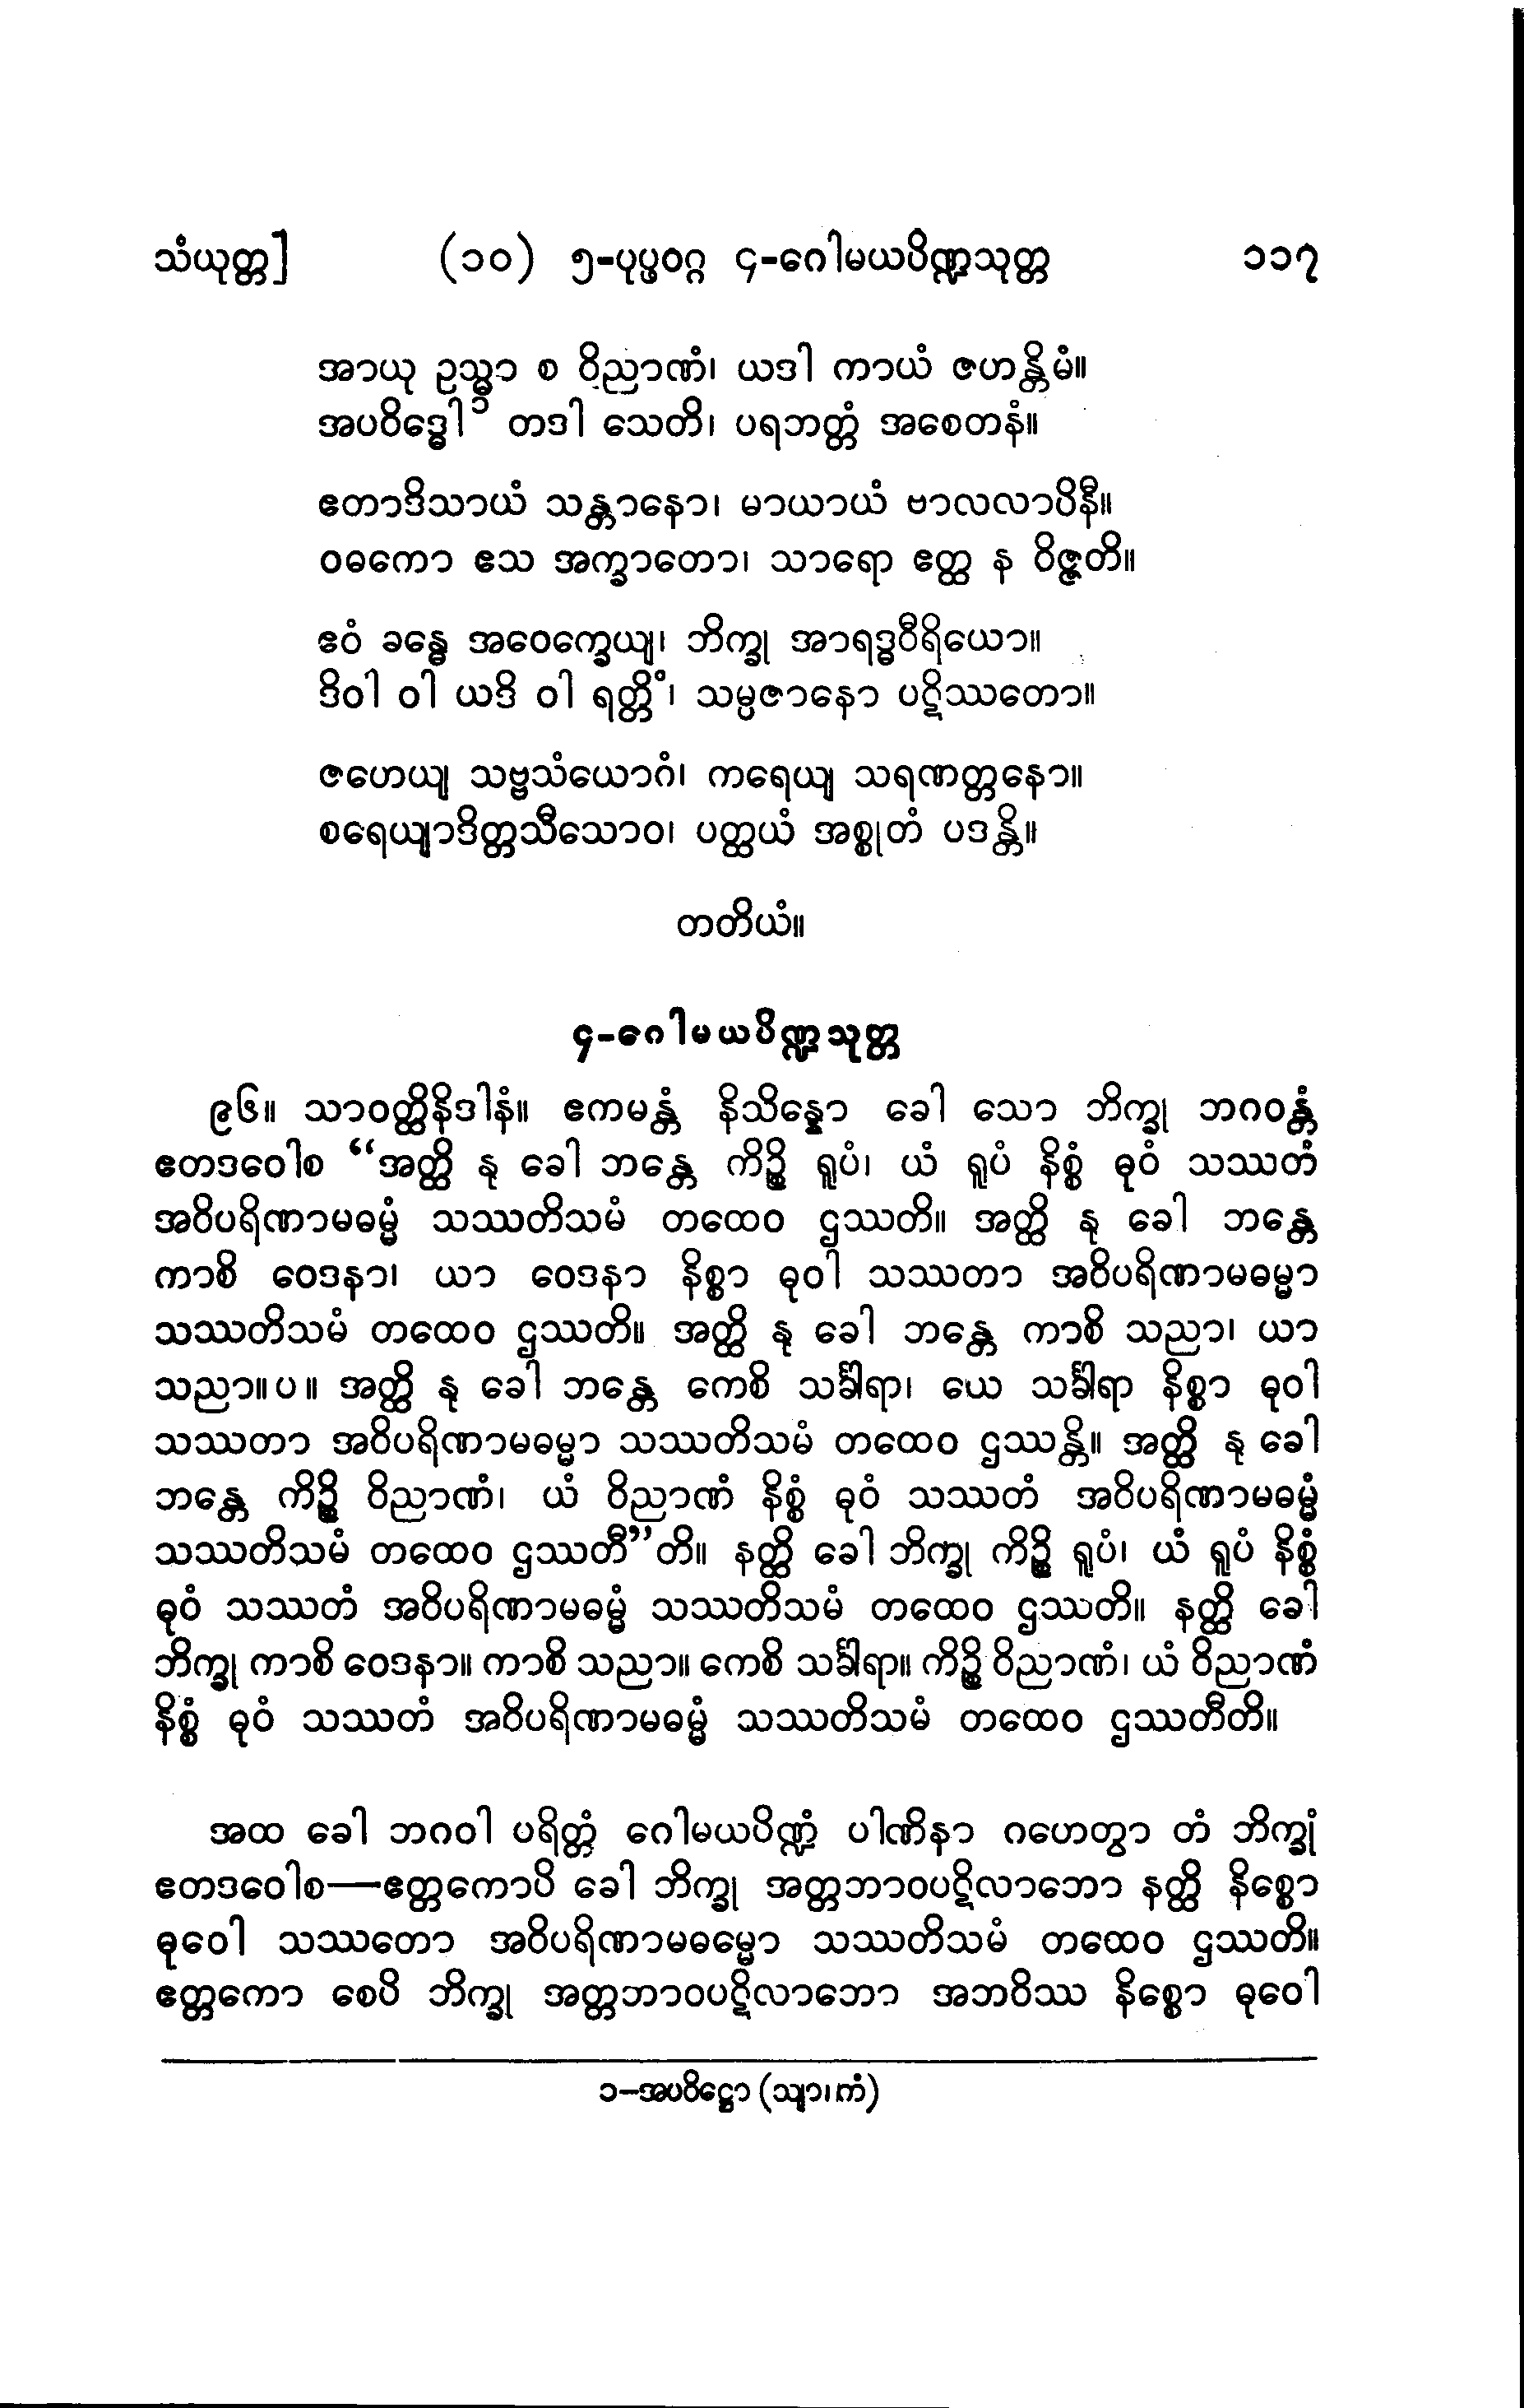 သံယုတ္တ] (၁၀) ၅-ပုပ္ဖဝဂ္ဂ ၄-ဂေါမယပိဏ္ဍသုတ္တ ၁၁၇
အာယု ဥသ္မာ စ ဝိညာဏံ၊ ယဒါ ကာယံ ဇဟန္တိမံ။
အပဝိဒ္ဓေါ ၁ တဒါ သေတိ၊ ပရဘတ္တံ အစေတနံ။
ဧတာဒိသာယံ သန္တာနော၊ မာယာယံ ဗာလလာပိနီ။
ဝဓကော ဧသ အက္ခာတော၊ သာရော ဧတ္ထ န ဝိဇ္ဇတိ။
ဧဝံ ခန္ဓေ အဝေက္ခေယျ၊ ဘိက္ခု အာရဒ္ဓဝီရိယော။
ဒိဝါ ဝါ ယဒိ ဝါ ရတ္တိံ၊ သမ္ပဇာနော ပဋိဿတော။
ဇဟေယျ သဗ္ဗသံယောဂံ၊ ကရေယျ သရဏတ္တနော။
စရေယျာဒိတ္တသီသောဝ၊ ပတ္ထယံ အစ္စုတံ ပဒန္တိ။
တတိယံ။
၄-ဂေါမယပိဏ္ဍသုတ္တ
၉၆။ သာဝတ္ထိနိဒါနံ။ ဧကမန္တံ နိသိန္နော ခေါ သော ဘိက္ခု ဘဂဝန္တံ
ဧတဒဝေါစ “အတ္ထိ နု ခေါ ဘန္တေ ကိဉ္စိ ရူပံ၊ ယံ ရူပံ နိစ္စံ ဓုဝံ သဿတံ
အဝိပရိဏာမဓမ္မံ သဿတိသမံ တထေဝ ဌဿတိ။ အတ္ထိ နု ခေါ ဘန္တေ
ကာစိ ဝေဒနာ၊ ယာ ဝေဒနာ နိစ္စာ ဓုဝါ သဿတာ အဝိပရိဏာမဓမ္မာ
သဿတိသမံ တထေဝ ဌဿတိ။ အတ္ထိ နု ခေါ ဘန္တေ ကာစိ သညာ၊ ယာ
သညာ။ပ။ အတ္ထိ နု ခေါ ဘန္တေ ကေစိ သင်္ခါရာ၊ ယေ သင်္ခါရာ နိစ္စာ ဓုဝါ
သဿတာ အဝိပရိဏာမဓမ္မာ သဿတိသမံ တထေဝ ဌဿန္တိ။ အတ္ထိ နု ခေါ
ဘန္တေ ကိဉ္စိ ဝိညာဏံ၊ ယံ ဝိညာဏံ နိစ္စံ ဓုဝံ သဿတံ အဝိပရိဏာမဓမ္မံ
သဿတိသမံ တထေဝ ဌဿတီ”တိ။ နတ္ထိ ခေါ ဘိက္ခု ကိဉ္စိ ရူပံ၊ ယံ ရူပံ နိစ္စံ
ဓုဝံ သဿတံ အဝိပရိဏာမဓမ္မံ သဿတိသမံ တထေဝ ဌဿတိ။ နတ္ထိ ခေါ
ဘိက္ခု ကာစိ ဝေဒနာ။ ကာစိ သညာ။ ကေစိ သင်္ခါရာ။ ကိဉ္စိ ဝိညာဏံ၊ ယံ ဝိညာဏံ
နိစ္စံ ဓုဝံ သဿတံ အဝိပရိဏာမဓမ္မံ သဿတိသမံ တထေဝ ဌဿတီတိ။
အထ ခေါ ဘဂဝါ ပရိတ္တံ ဂေါမယပိဏ္ဍံ ပါဏိနာ ဂဟေတွာ တံ ဘိက္ခုံ
ဧတဒဝေါစ—ဧတ္တကောပိ ခေါ ဘိက္ခု အတ္တဘာဝပဋိလာဘော နတ္ထိ နိစ္စော
ဓုဝေါ သဿတော အဝိပရိဏာမဓမ္မော သဿတိသမံ တထေဝ ဌဿတိ။
ဧတ္တကော စေပိ ဘိက္ခု အတ္တဘာဝပဋိလာဘော အဘဝိဿ နိစ္စော ဓုဝေါ
၁-အပဝိဋ္ဌော (သျာ၊ကံ)